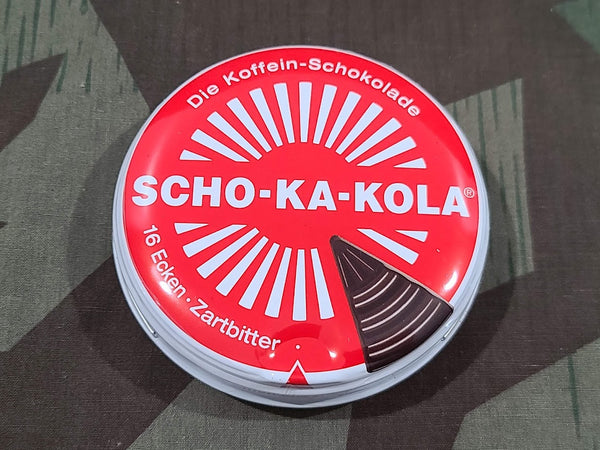 Die Koffein-Schokolade
SCHO-KA-KOLA®
16 Ecken · Zartbitter